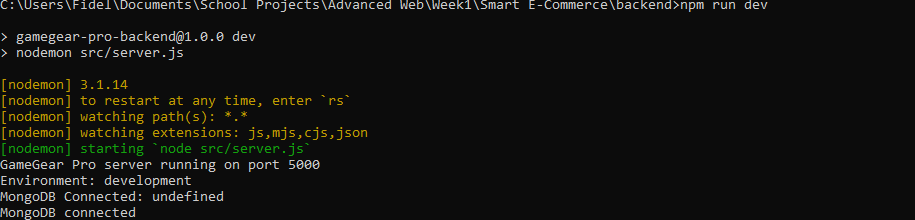 C:\Users\Fidel\Documents\School Projects\Advanced Web\Week1\Smart E-Commerce\backend>npm run dev
> gamegear-pro-backend@1.0.0 dev
> nodemon src/server.js
[nodemon] 3.1.14
[nodemon] to restart at any time, enter `rs`
[nodemon] watching path(s): *.*
[nodemon] watching extensions: js,mjs,cjs,json
[nodemon] starting `node src/server.js`
GameGear Pro server running on port 5000
Environment: development
MongoDB Connected: undefined
MongoDB connected